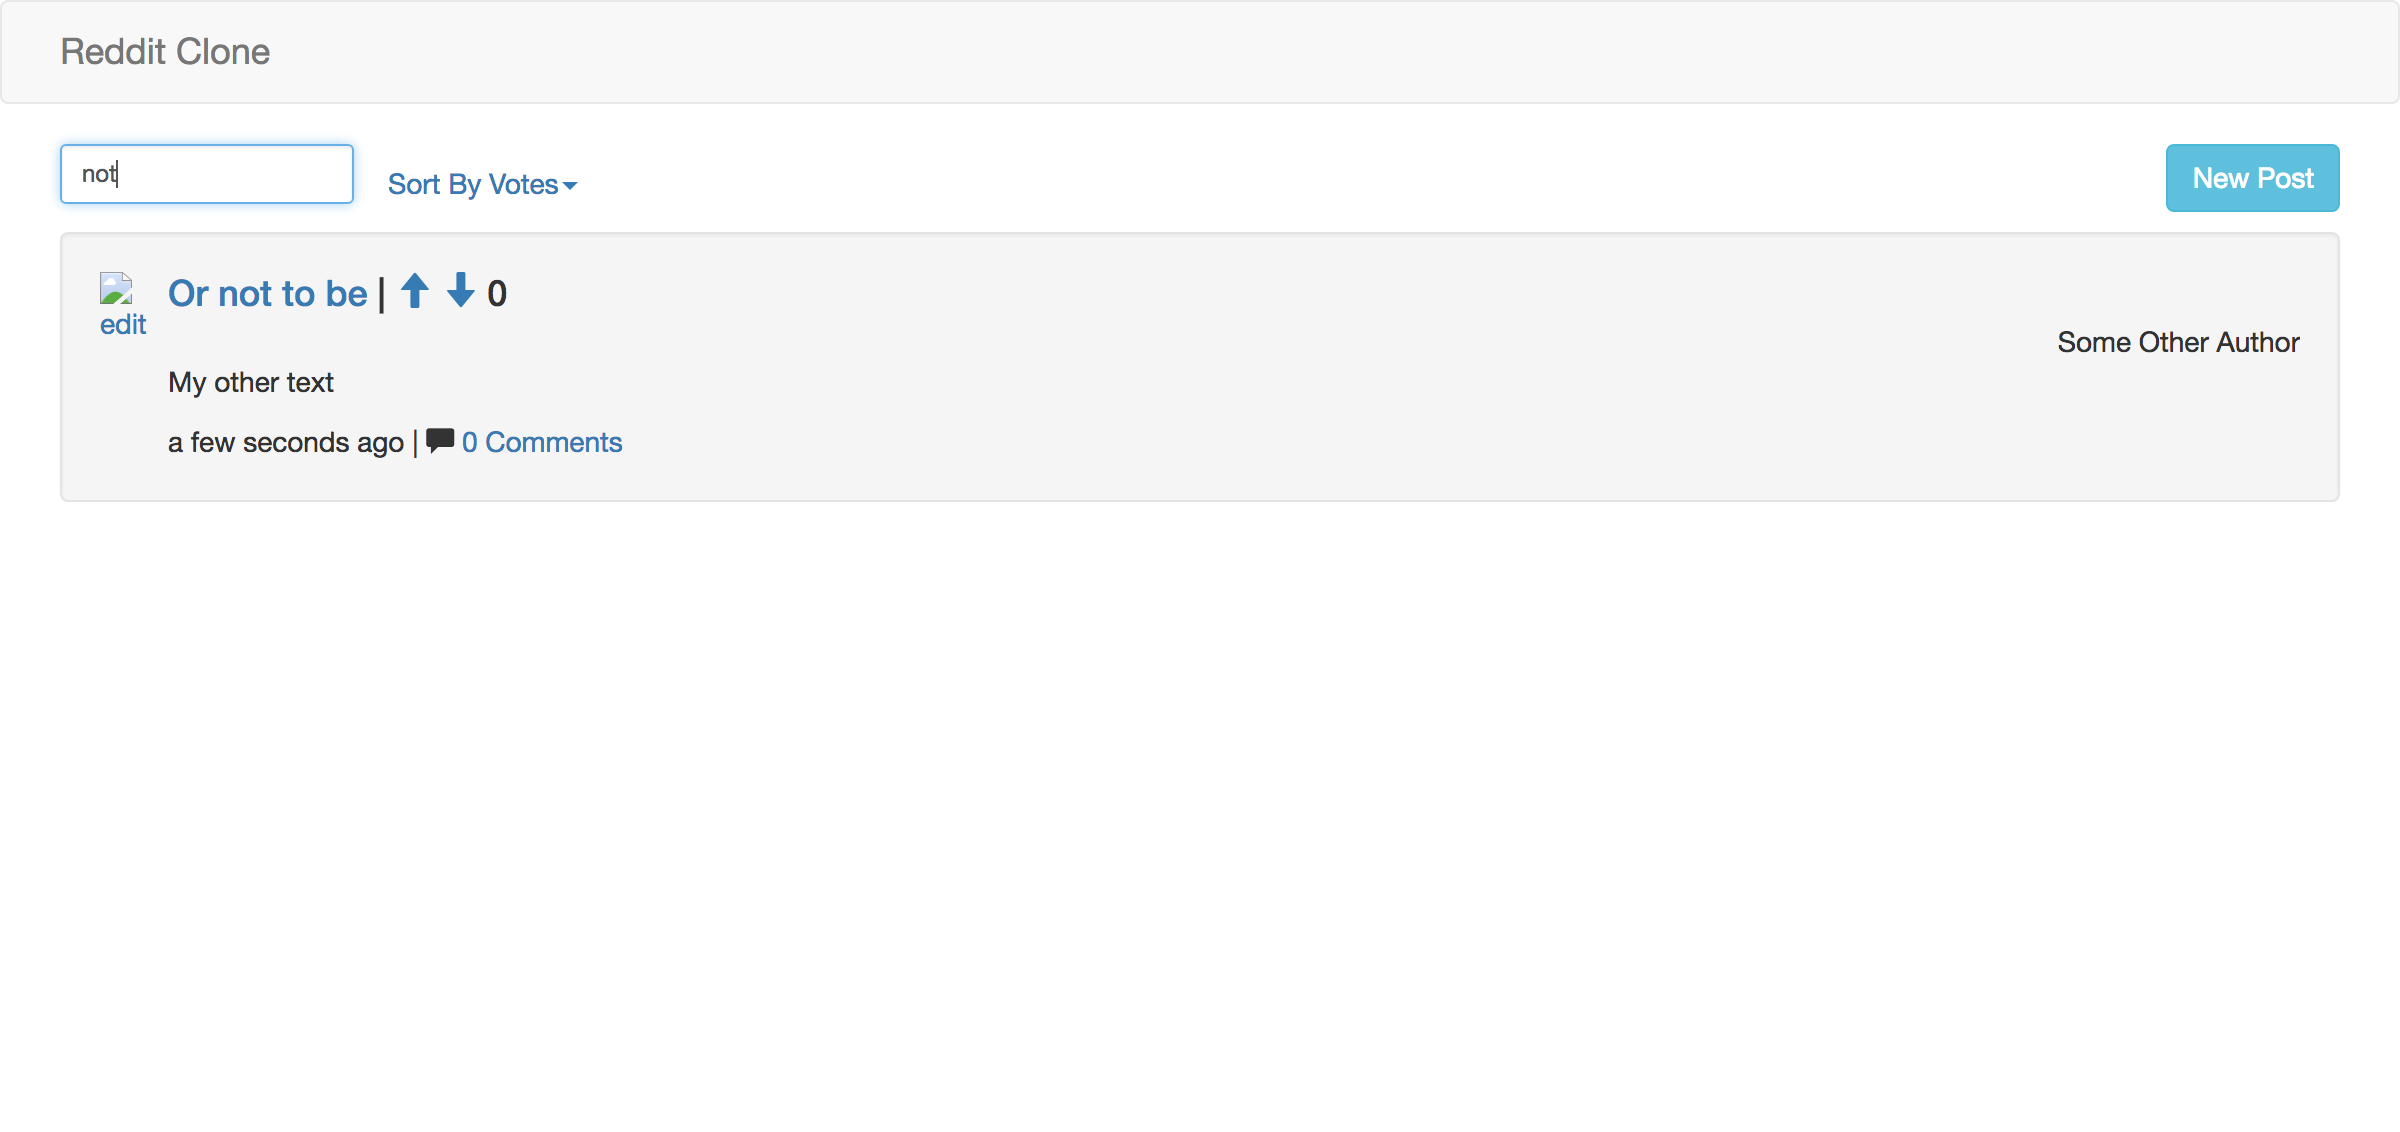 Reddit Clone
not
Sort By Votes
New Post
Or not to be | 0
edit
Some Other Author
My other text
a few seconds ago | 0 Comments